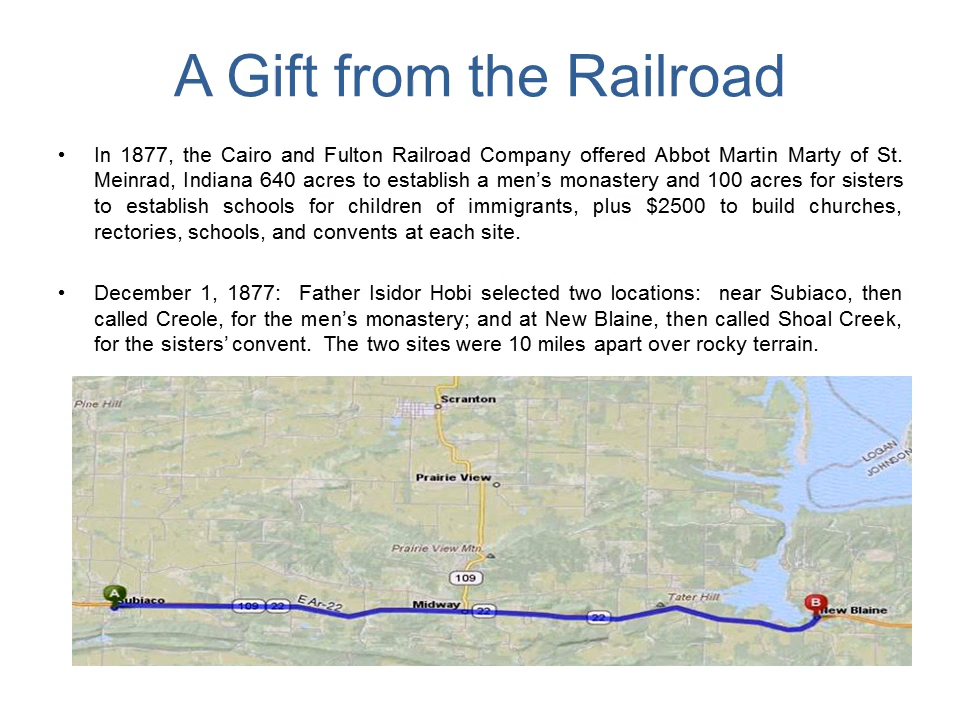 A Gift from the Railroad
• In 1877, the Cairo and Fulton Railroad Company offered Abbot Martin Marty of St.
Meinrad, Indiana 640 acres to establish a men’s monastery and 100 acres for sisters
to establish schools for children of immigrants, plus $2500 to build churches,
rectories, schools, and convents at each site.
• December 1, 1877:  Father Isidor Hobi selected two locations:  near Subiaco, then
called Creole, for the men’s monastery; and at New Blaine, then called Shoal Creek,
for the sisters’ convent.  The two sites were 10 miles apart over rocky terrain.
Pine Hill
Scranton
LOGAN
JOHNSON
Prairie View
Prairie View Mtn.
109
A
Subiaco
109
22
E Ar-22
Midway
22
22
Tater Hill
B
New Blaine